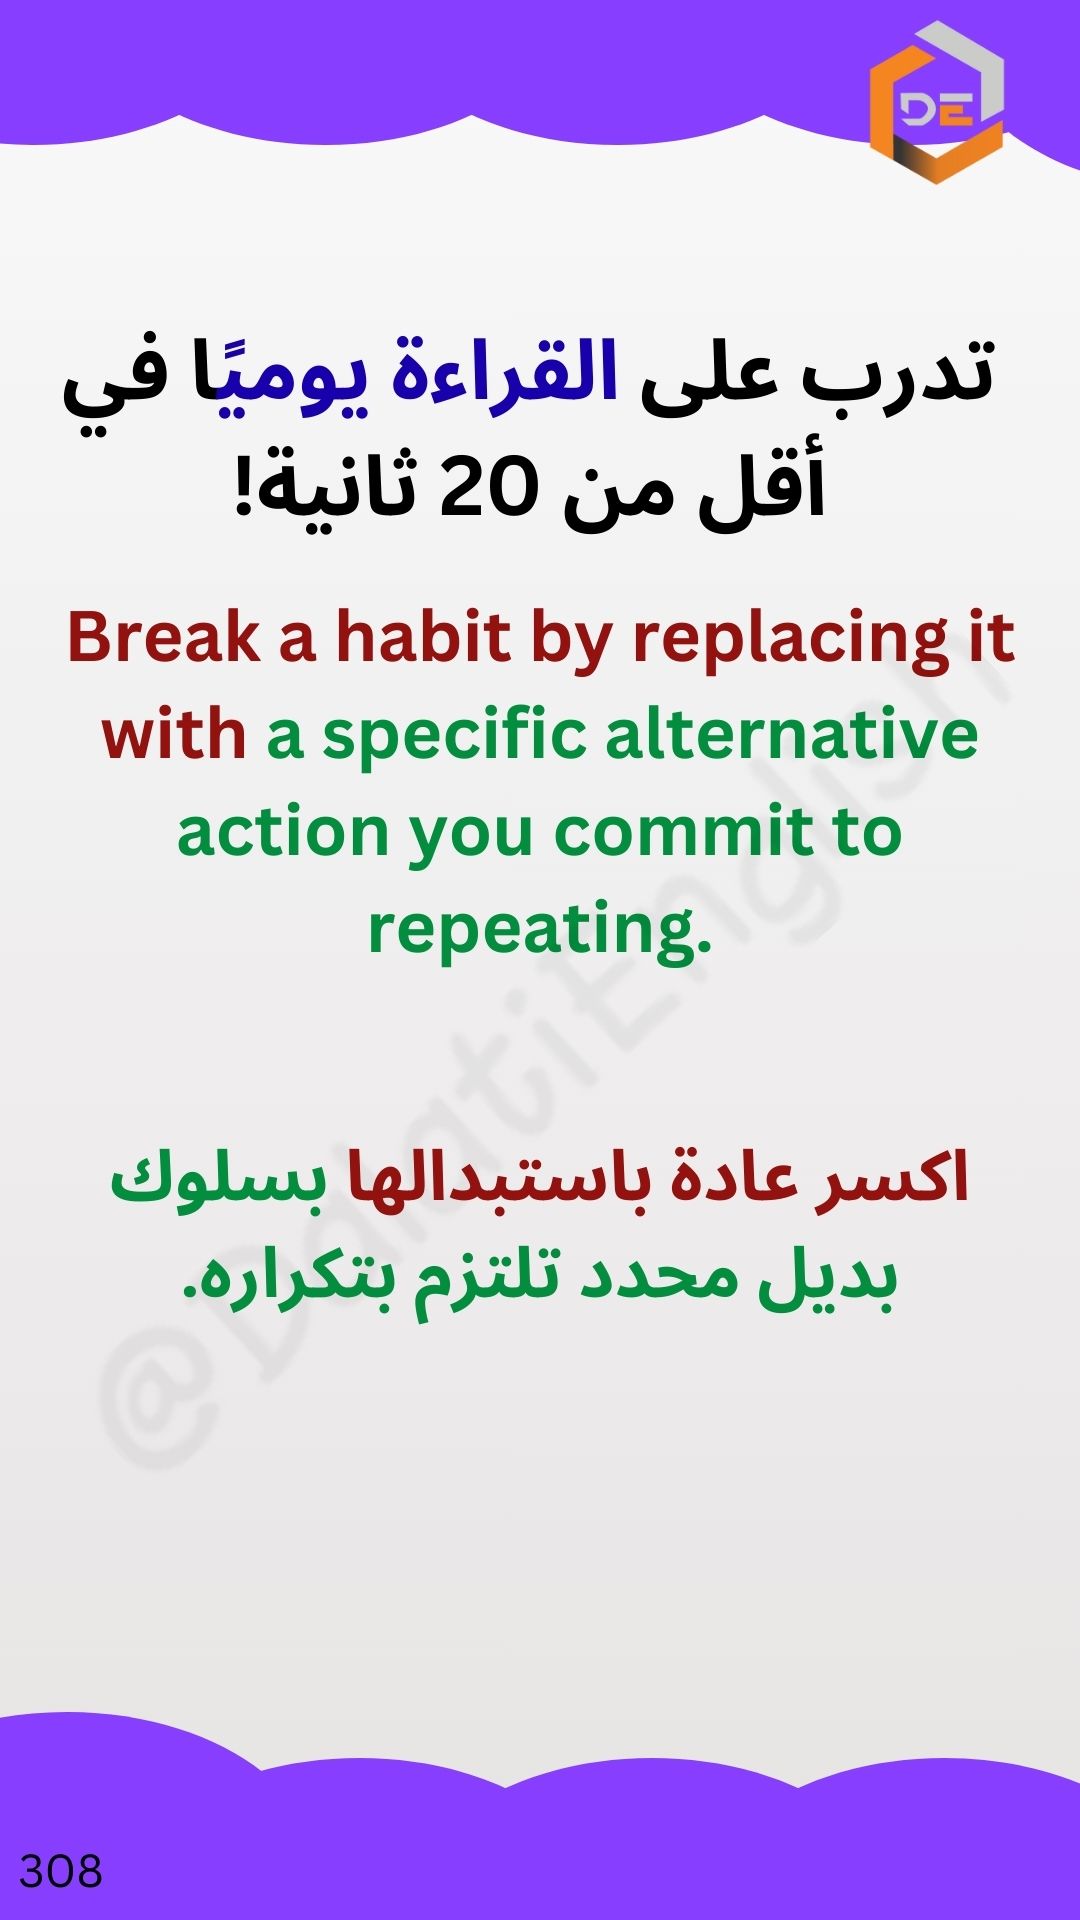 DE
تدرب على القراءة يوميًا في
أقل من 20 ثانية!
Break a habit by replacing it
with a specific alternative
action you commit to
repeating.
اكسر عادة باستبدالها بسلوك
بديل محدد تلتزم بتكراره.
@DalatiEnglish
308